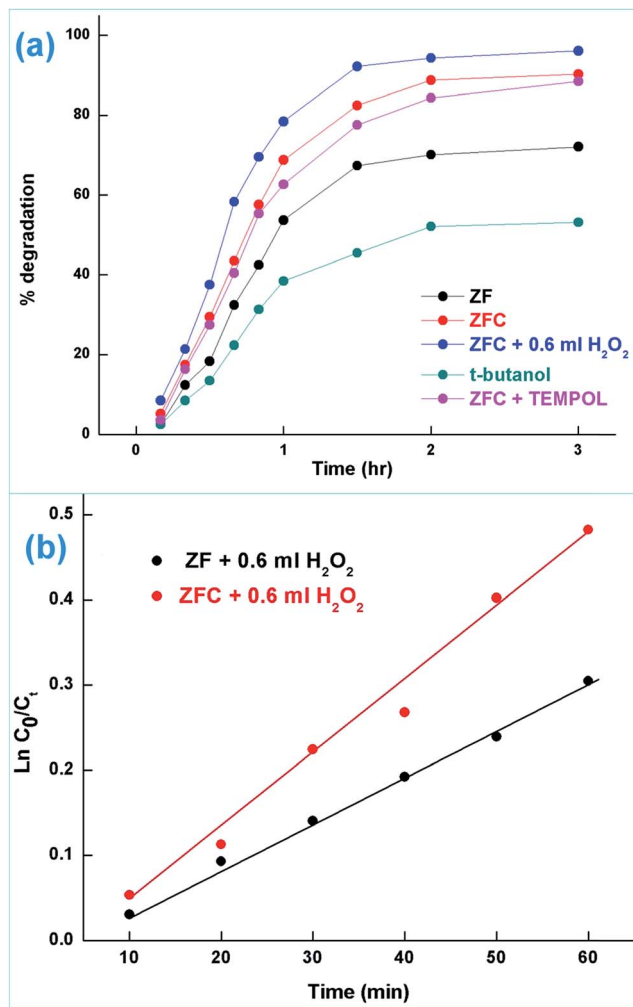 (a)
% degradation
100
80
60
40
20
0
ZF
ZFC
ZFC + 0.6 ml H₂O₂
t-butanol
ZFC + TEMPOL
0 1 2 3
Time (hr)
(b)
Ln C₀/Cₜ
0.5
0.4
0.3
0.2
0.1
0.0
ZF + 0.6 ml H₂O₂
ZFC + 0.6 ml H₂O₂
10 20 30 40 50 60
Time (min)